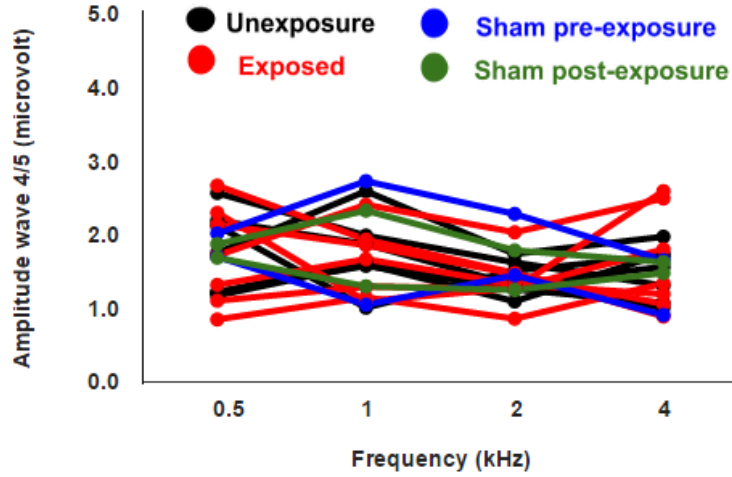 5.0
4.0
3.0
2.0
1.0
0.0
Amplitude wave 4/5 (microvolt)
Unexposure
Exposed
Sham pre-exposure
Sham post-exposure
0.5 1 2 4
Frequency (kHz)